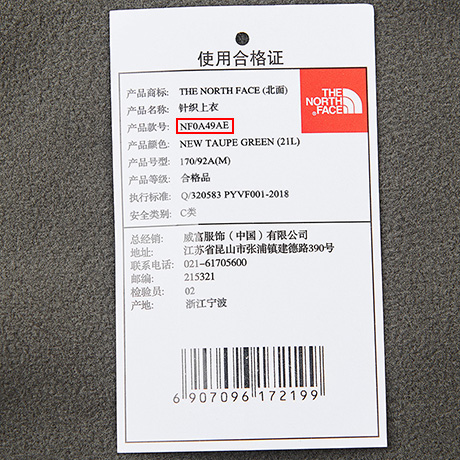 使用合格证
产品商标: THE NORTH FACE (北面)
产品名称: 针织上衣
产品款号: NF0A49AE
产品颜色: NEW TAUPE GREEN (21L)
产品号型: 170/92A(M)
产品等级: 合格品
执行标准: Q/320583 PYVF001-2018
安全类别: C类
THE
NORTH
FACE
总经销: 威富服饰（中国）有限公司
地址: 江苏省昆山市张浦镇建德路390号
联系电话: 021-61705600
邮编: 215321
检验员: 02
产地: 浙江宁波
6 907096 172199